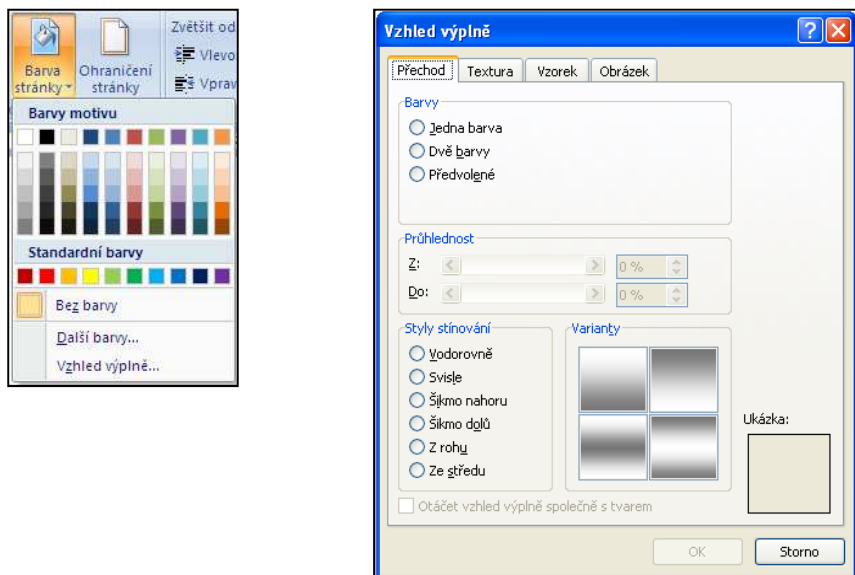 Barva
stránky
Ohraničení
stránky
Zvětšit od
Vlevo
Vprav
Barvy motivu
Standardní barvy
Bez barvy
Další barvy...
Vzhled výplně...
Vzhled výplně
Přechod
Textura
Vzorek
Obrázek
Barvy
Jedna barva
Dvě barvy
Předvolené
Průhlednost
Z:
0 %
Do:
0 %
Styly stínování
Vodorovně
Svisle
Šikmo nahoru
Šikmo dolů
Z rohu
Ze středu
Varianty
Ukázka:
Otáčet vzhled výplně společně s tvarem
OK
Storno